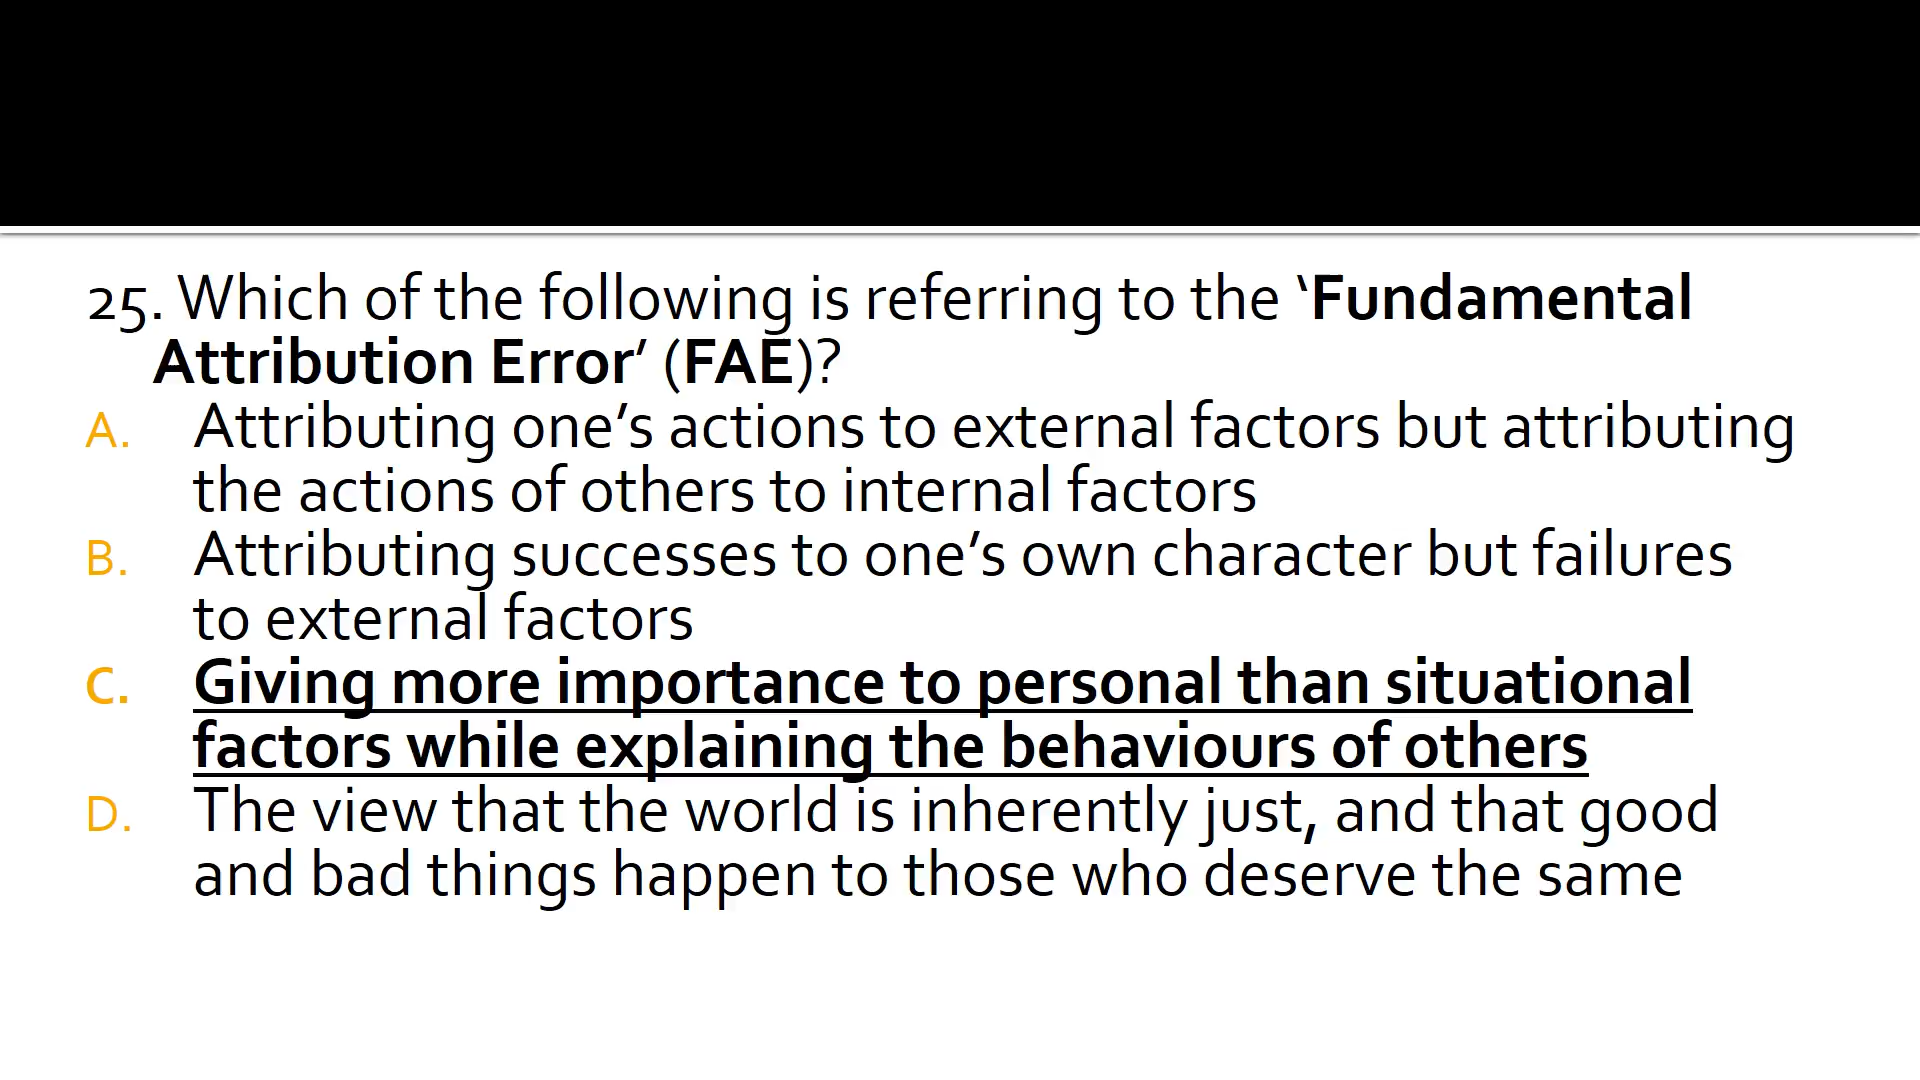 25. Which of the following is referring to the ‘Fundamental
Attribution Error’ (FAE)?
A. Attributing one’s actions to external factors but attributing
the actions of others to internal factors
B. Attributing successes to one’s own character but failures
to external factors
C. Giving more importance to personal than situational
factors while explaining the behaviours of others
D. The view that the world is inherently just, and that good
and bad things happen to those who deserve the same